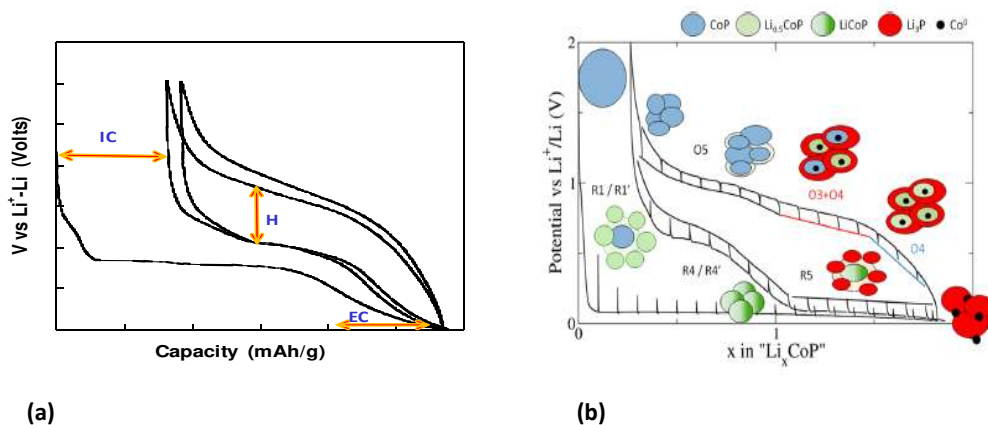 V vs Li⁺-Li (Volts)
IC
H
EC
Capacity (mAh/g)
(a)
CoP Li₀.₅CoP LiCoP Li₃P Co⁰
Potential vs Li⁺/Li (V)
2
1
0
O5
O3+O4
R1 / R1'
O4
R4 / R4'
R5
0
1
x in "LiₓCoP"
(b)